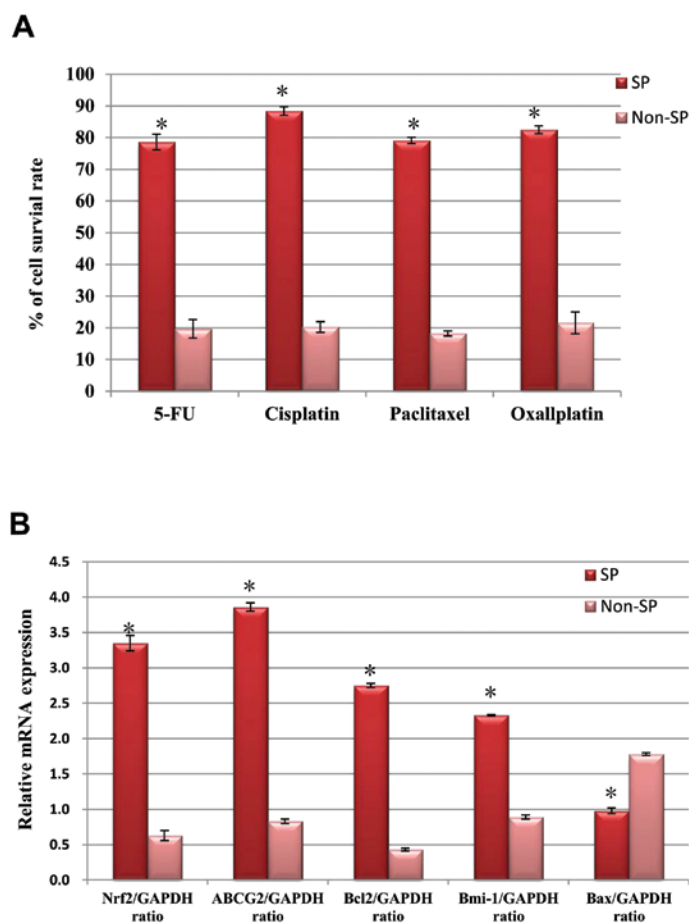 A
100
90
80
70
60
50
40
30
20
10
0
% of cell survial rate
* * * *
SP
Non-SP
5-FU Cisplatin Paclitaxel Oxallplatin
B
4.5
4.0
3.5
3.0
2.5
2.0
1.5
1.0
0.5
0.0
Relative mRNA expression
* * * * *
SP
Non-SP
Nrf2/GAPDH ABCG2/GAPDH Bcl2/GAPDH Bmi-1/GAPDH Bax/GAPDH
ratio ratio ratio ratio ratio